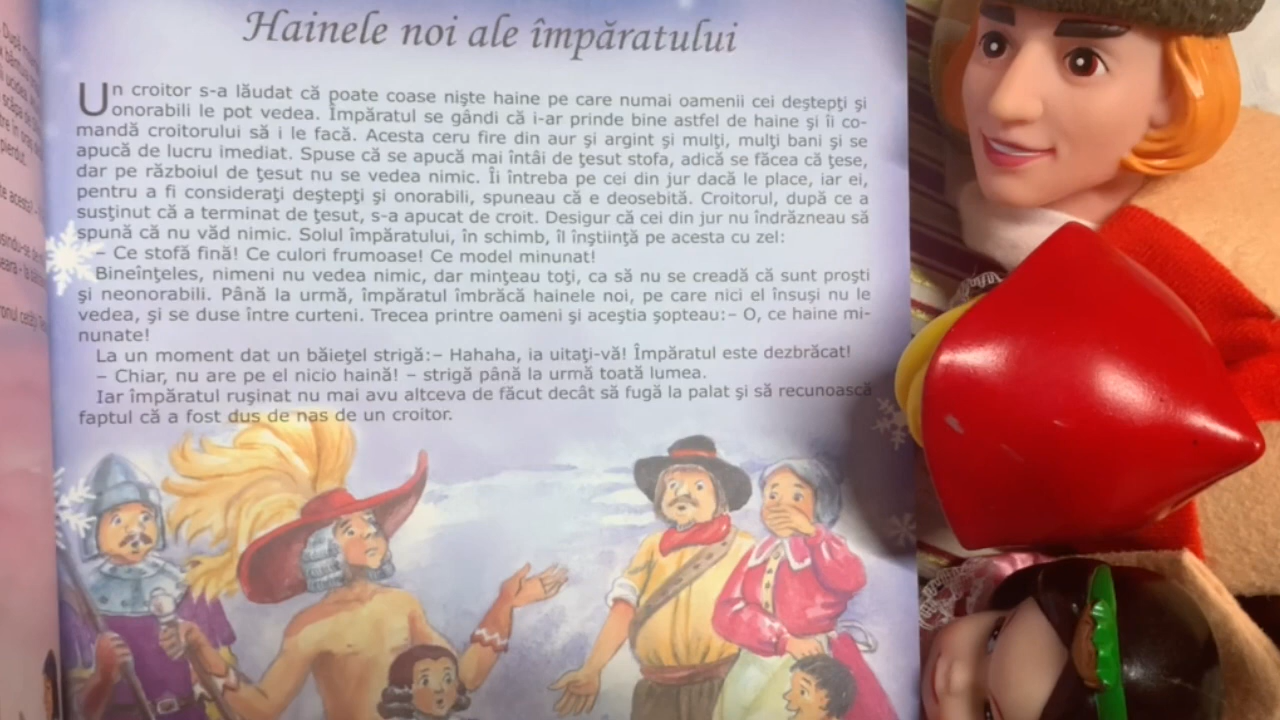 Hainele noi ale împăratului
Un croitor s-a lăudat că poate coase niște haine pe care numai oamenii cei deştepţi şi
onorabili le pot vedea. Împăratul se gândi că i-ar prinde bine astfel de haine şi îi co-
mandă croitorului să i le facă. Acesta ceru fire din aur şi argint şi mulţi, mulţi bani şi se
apucă de lucru imediat. Spuse că se apucă mai întâi de ţesut stofa, adică se făcea că ţese,
dar pe războiul de ţesut nu se vedea nimic. Îi întreba pe cei din jur dacă le place, iar ei,
pentru a fi consideraţi deştepţi şi onorabili, spuneau că e deosebită. Croitorul, după ce a
susţinut că a terminat de ţesut, s-a apucat de croit. Desigur că cei din jur nu îndrăzneau să
spună că nu văd nimic. Solul împăratului, în schimb, îl înştiinţă pe acesta cu zel:
– Ce stofă fină! Ce culori frumoase! Ce model minunat!
Bineînţeles, nimeni nu vedea nimic, dar minţeau toţi, ca să nu se creadă că sunt proşti
şi neonorabili. Până la urmă, împăratul îmbrăcă hainele noi, pe care nici el însuşi nu le
vedea, şi se duse între curteni. Trecea printre oameni şi aceştia şopteau:– O, ce haine mi-
nunate!
La un moment dat un băieţel strigă:– Hahaha, ia uitaţi-vă! Împăratul este dezbrăcat!
– Chiar, nu are pe el nicio haină! – strigă până la urmă toată lumea.
Iar împăratul ruşinat nu mai avu altceva de făcut decât să fugă la palat şi să recunoască
faptul că a fost dus de nas de un croitor.